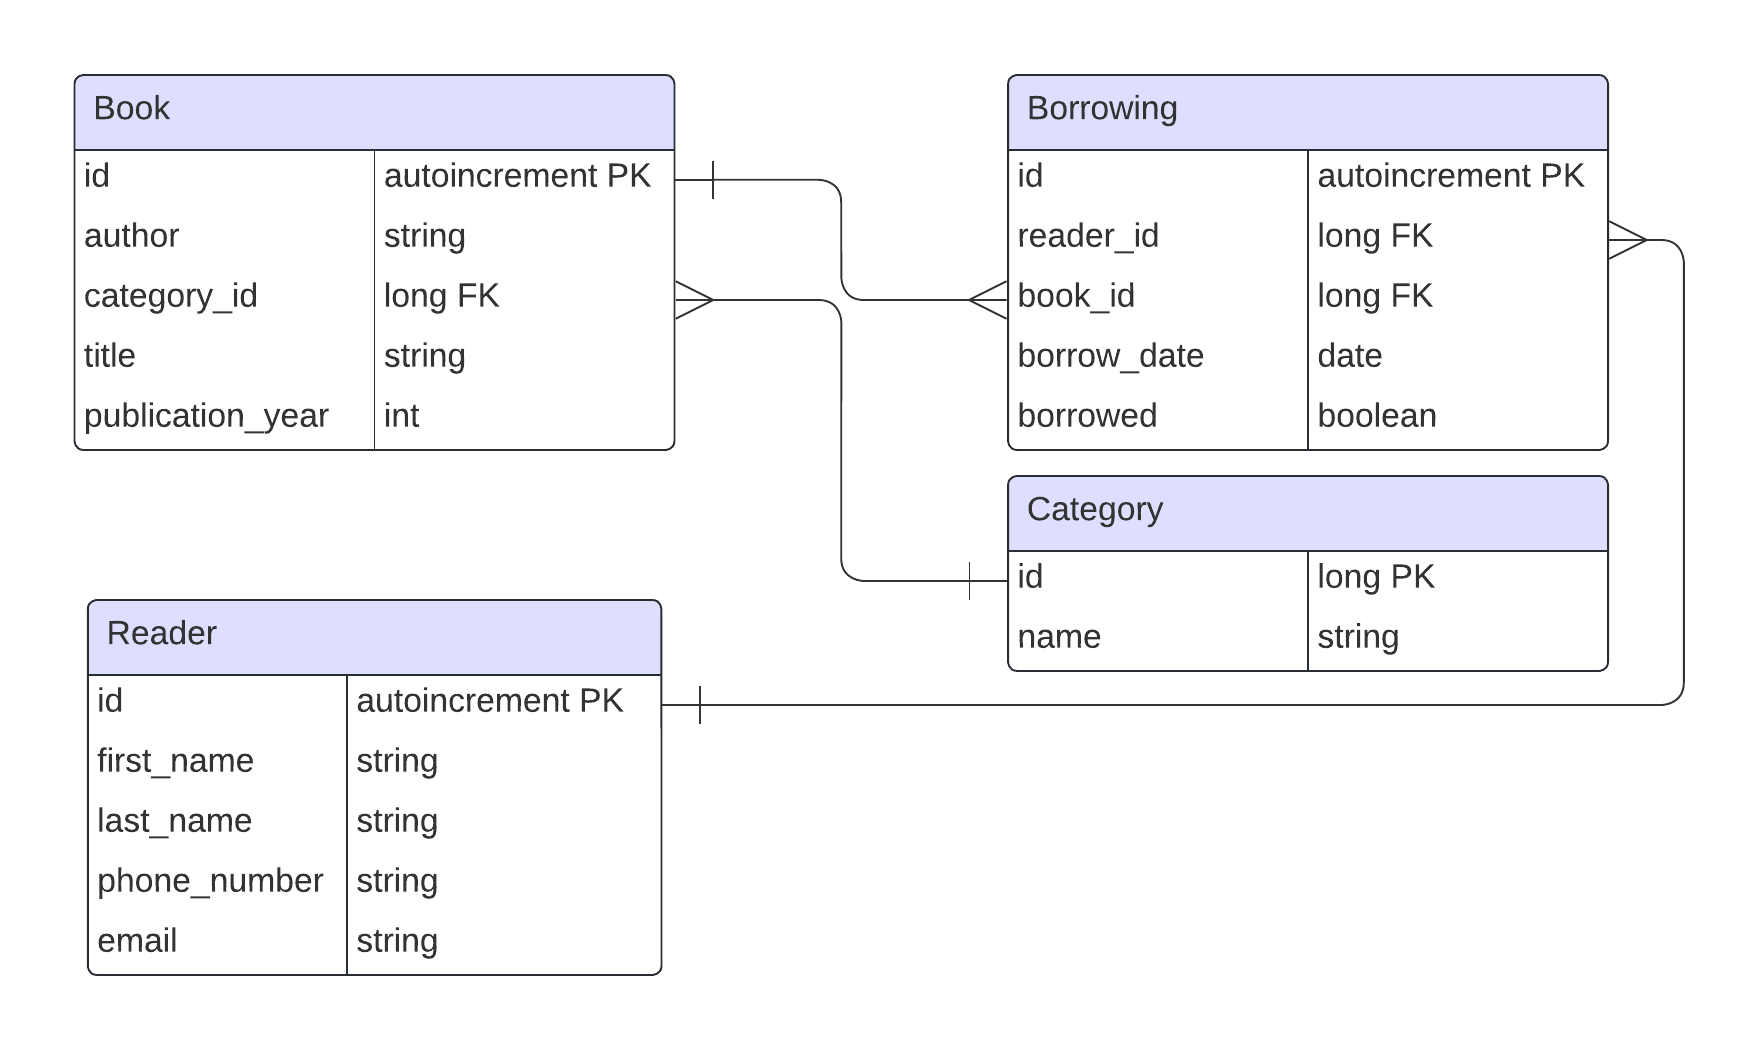 Book
id autoincrement PK
author string
category_id long FK
title string
publication_year int
Borrowing
id autoincrement PK
reader_id long FK
book_id long FK
borrow_date date
borrowed boolean
Category
id long PK
name string
Reader
id autoincrement PK
first_name string
last_name string
phone_number string
email string